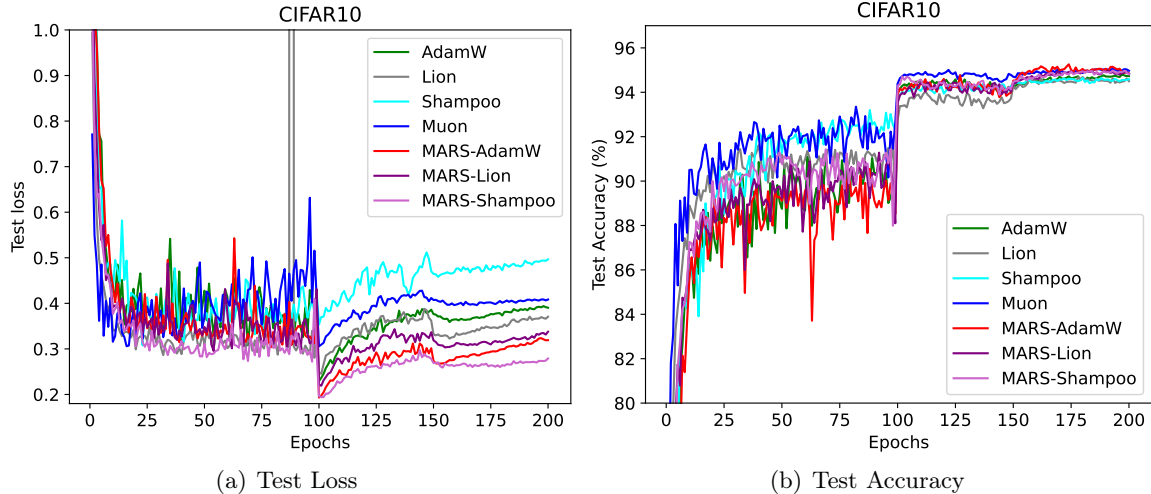 CIFAR10
1.0
0.9
0.8
0.7
0.6
0.5
0.4
0.3
0.2
Test loss
AdamW
Lion
Shampoo
Muon
MARS-AdamW
MARS-Lion
MARS-Shampoo
0 25 50 75 100 125 150 175 200
Epochs
(a) Test Loss
CIFAR10
96
94
92
90
88
86
84
82
80
Test Accuracy (%)
AdamW
Lion
Shampoo
Muon
MARS-AdamW
MARS-Lion
MARS-Shampoo
0 25 50 75 100 125 150 175 200
Epochs
(b) Test Accuracy